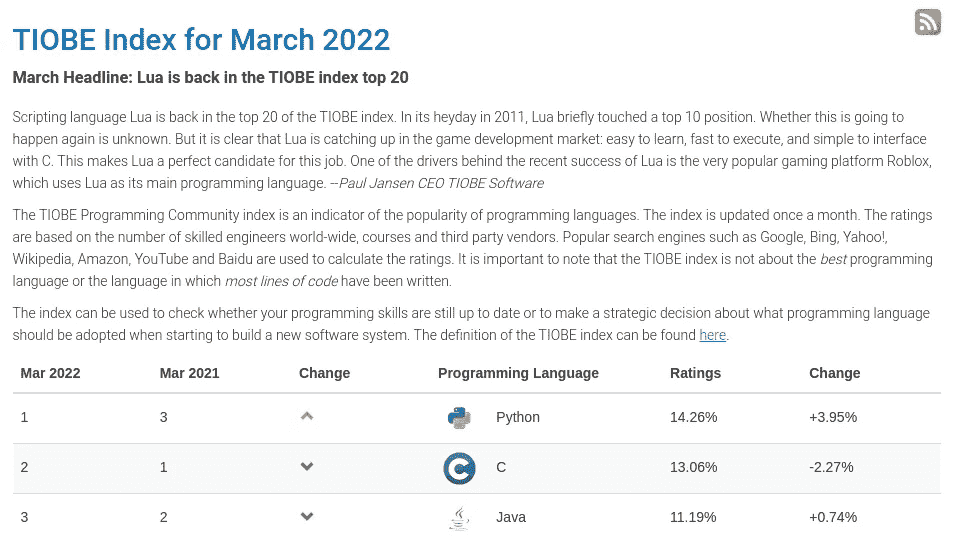 TIOBE Index for March 2022
March Headline: Lua is back in the TIOBE index top 20
Scripting language Lua is back in the top 20 of the TIOBE index. In its heyday in 2011, Lua briefly touched a top 10 position. Whether this is going to
happen again is unknown. But it is clear that Lua is catching up in the game development market: easy to learn, fast to execute, and simple to interface
with C. This makes Lua a perfect candidate for this job. One of the drivers behind the recent success of Lua is the very popular gaming platform Roblox,
which uses Lua as its main programming language. --Paul Jansen CEO TIOBE Software
The TIOBE Programming Community index is an indicator of the popularity of programming languages. The index is updated once a month. The ratings
are based on the number of skilled engineers world-wide, courses and third party vendors. Popular search engines such as Google, Bing, Yahoo!,
Wikipedia, Amazon, YouTube and Baidu are used to calculate the ratings. It is important to note that the TIOBE index is not about the best programming
language or the language in which most lines of code have been written.
The index can be used to check whether your programming skills are still up to date or to make a strategic decision about what programming language
should be adopted when starting to build a new software system. The definition of the TIOBE index can be found here.
Mar 2022 Mar 2021 Change Programming Language Ratings Change
1 3 Python 14.26% +3.95%
2 1 C 13.06% -2.27%
3 2 Java 11.19% +0.74%